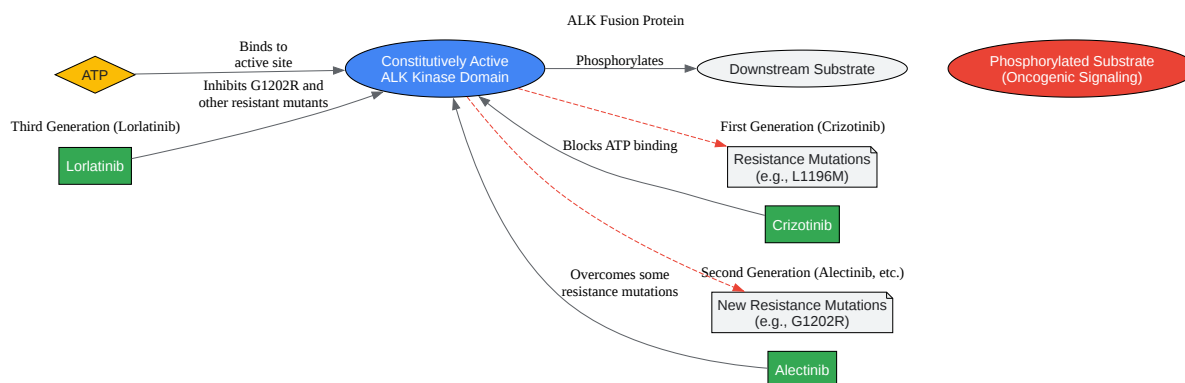 ALK Fusion Protein
ATP
Binds to
active site
Constitutively Active
ALK Kinase Domain
Phosphorylates
Downstream Substrate
Phosphorylated Substrate
(Oncogenic Signaling)
Inhibits G1202R and
other resistant mutants
Third Generation (Lorlatinib)
Lorlatinib
First Generation (Crizotinib)
Blocks ATP binding
Resistance Mutations
(e.g., L1196M)
Crizotinib
Second Generation (Alectinib, etc.)
Overcomes some
resistance mutations
New Resistance Mutations
(e.g., G1202R)
Alectinib